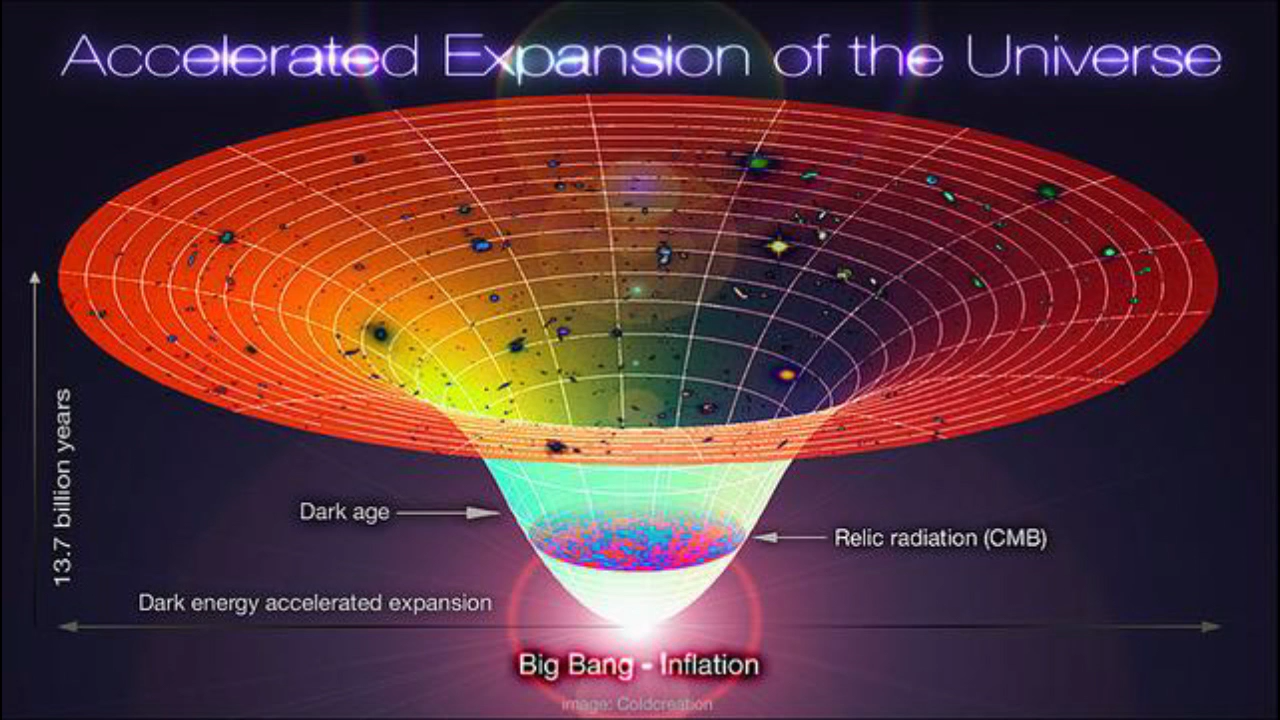 Accelerated Expansion of the Universe
13.7 billion years
Dark age
Relic radiation (CMB)
Dark energy accelerated expansion
Big Bang - Inflation
image: Coldcreation